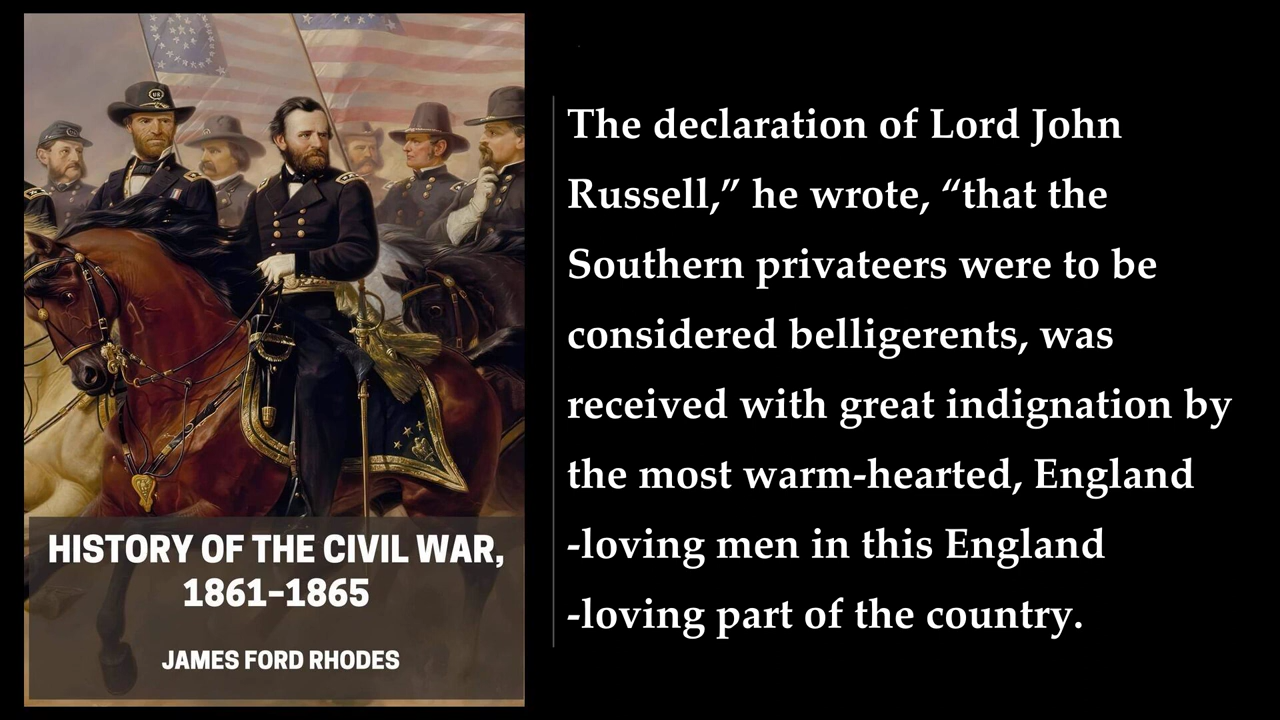 HISTORY OF THE CIVIL WAR,
1861–1865
JAMES FORD RHODES
The declaration of Lord John
Russell,” he wrote, “that the
Southern privateers were to be
considered belligerents, was
received with great indignation by
the most warm-hearted, England
-loving men in this England
-loving part of the country.